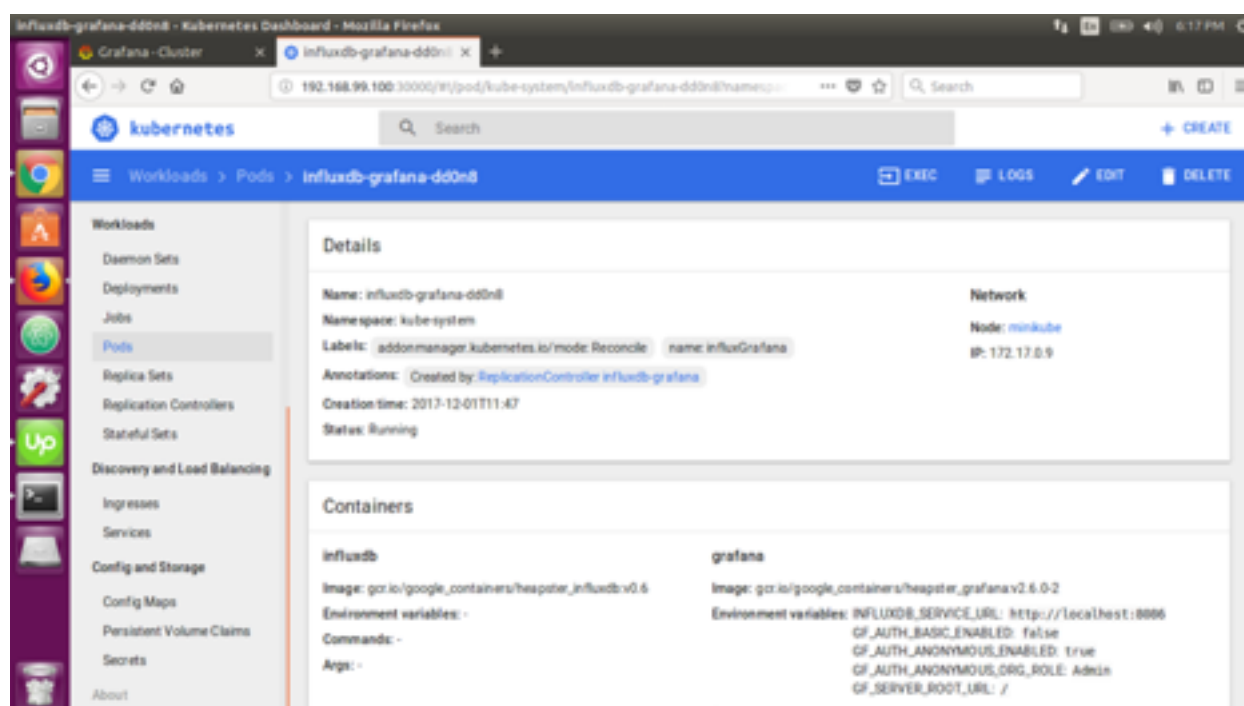 influxdb-grafana-dd0n8 - Kubernetes Dashboard - Mozilla Firefox
En
6:17 PM
Grafana - Cluster
influxdb-grafana-dd0n8
192.168.99.100:30000/#!/pod/kube-system/influxdb-grafana-dd0n8?namespa
Search
kubernetes
Search
+ CREATE
Workloads > Pods > influxdb-grafana-dd0n8
EXEC
LOGS
EDIT
DELETE
Workloads
Daemon Sets
Deployments
Jobs
Pods
Replica Sets
Replication Controllers
Stateful Sets
Discovery and Load Balancing
Ingresses
Services
Config and Storage
Config Maps
Persistent Volume Claims
Secrets
About
Details
Name: influxdb-grafana-dd0n8
Namespace: kube-system
Labels: addonmanager.kubernetes.io/mode: Reconcile name: influxGrafana
Annotations: Created by: ReplicationController influxdb-grafana
Creation time: 2017-12-01T11:47
Status: Running
Network
Node: minikube
IP: 172.17.0.9
Containers
influxdb
Image: gcr.io/google_containers/heapster_influxdb:v0.6
Environment variables: -
Commands: -
Args: -
grafana
Image: gcr.io/google_containers/heapster_grafana:v2.6.0-2
Environment variables: INFLUXDB_SERVICE_URL: http://localhost:8086
GF_AUTH_BASIC_ENABLED: false
GF_AUTH_ANONYMOUS_ENABLED: true
GF_AUTH_ANONYMOUS_ORG_ROLE: Admin
GF_SERVER_ROOT_URL: /
Up